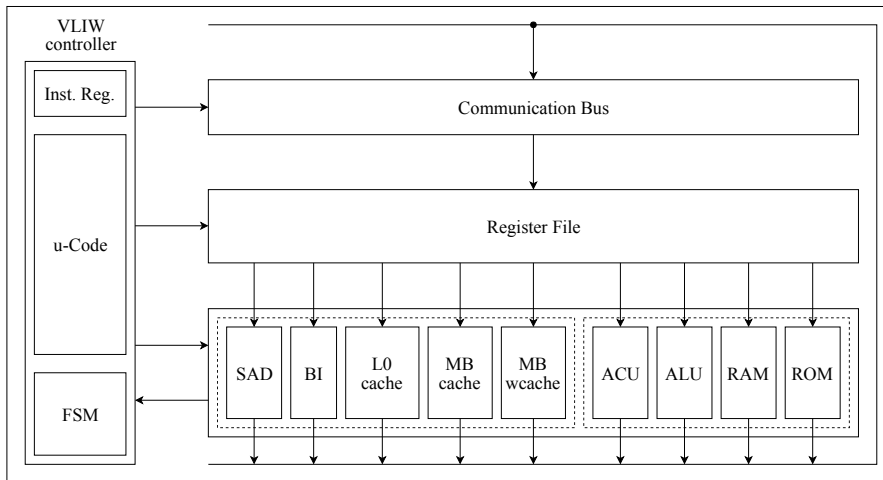 VLIW
controller
Inst. Reg.
u-Code
FSM
Communication Bus
Register File
SAD
BI
L0
cache
MB
cache
MB
wcache
ACU
ALU
RAM
ROM